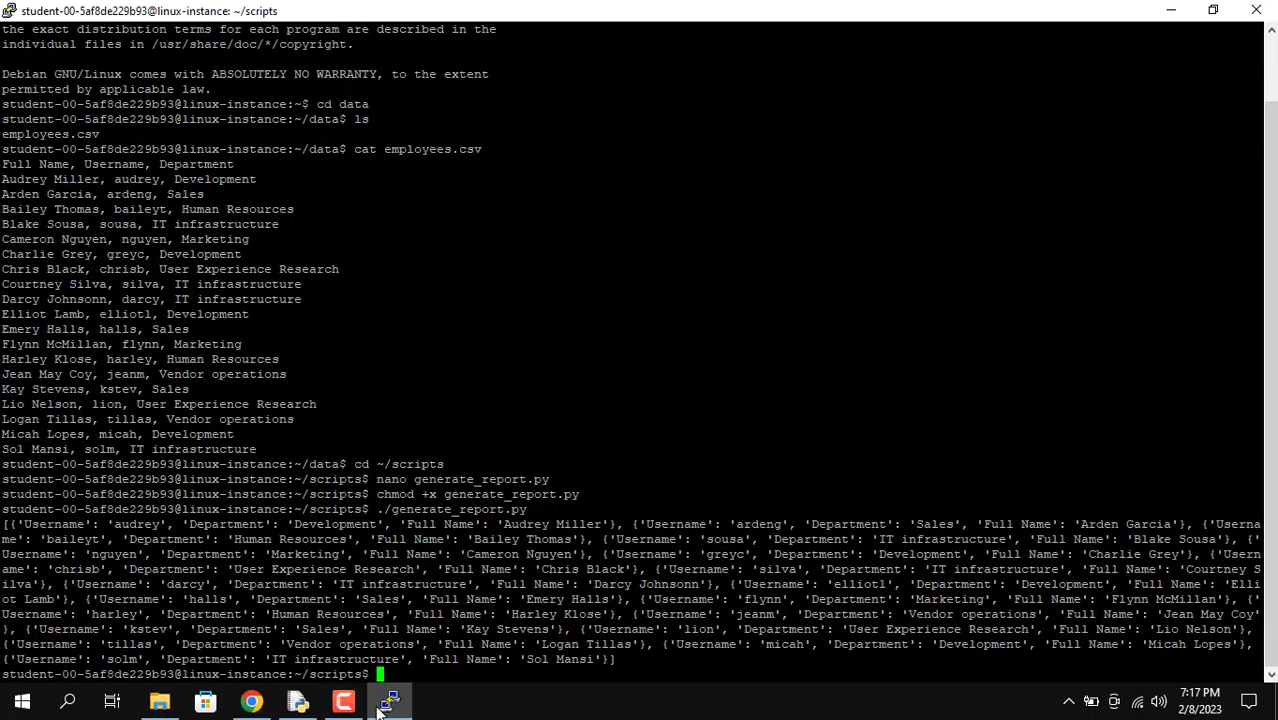 student-00-5af8de229b93@linux-instance: ~/scripts
the exact distribution terms for each program are described in the
individual files in /usr/share/doc/*/copyright.
Debian GNU/Linux comes with ABSOLUTELY NO WARRANTY, to the extent
permitted by applicable law.
student-00-5af8de229b93@linux-instance:~$ cd data
student-00-5af8de229b93@linux-instance:~/data$ ls
employees.csv
student-00-5af8de229b93@linux-instance:~/data$ cat employees.csv
Full Name, Username, Department
Audrey Miller, audrey, Development
Arden Garcia, ardeng, Sales
Bailey Thomas, baileyt, Human Resources
Blake Sousa, sousa, IT infrastructure
Cameron Nguyen, nguyen, Marketing
Charlie Grey, greyc, Development
Chris Black, chrisb, User Experience Research
Courtney Silva, silva, IT infrastructure
Darcy Johnsonn, darcy, IT infrastructure
Elliot Lamb, elliotl, Development
Emery Halls, halls, Sales
Flynn McMillan, flynn, Marketing
Harley Klose, harley, Human Resources
Jean May Coy, jeanm, Vendor operations
Kay Stevens, kstev, Sales
Lio Nelson, lion, User Experience Research
Logan Tillas, tillas, Vendor operations
Micah Lopes, micah, Development
Sol Mansi, solm, IT infrastructure
student-00-5af8de229b93@linux-instance:~/data$ cd ~/scripts
student-00-5af8de229b93@linux-instance:~/scripts$ nano generate_report.py
student-00-5af8de229b93@linux-instance:~/scripts$ chmod +x generate_report.py
student-00-5af8de229b93@linux-instance:~/scripts$ ./generate_report.py
[{'Username': 'audrey', 'Department': 'Development', 'Full Name': 'Audrey Miller'}, {'Username': 'ardeng', 'Department': 'Sales', 'Full Name': 'Arden Garcia'}, {'Userna
me': 'baileyt', 'Department': 'Human Resources', 'Full Name': 'Bailey Thomas'}, {'Username': 'sousa', 'Department': 'IT infrastructure', 'Full Name': 'Blake Sousa'}, {'
Username': 'nguyen', 'Department': 'Marketing', 'Full Name': 'Cameron Nguyen'}, {'Username': 'greyc', 'Department': 'Development', 'Full Name': 'Charlie Grey'}, {'Usern
ame': 'chrisb', 'Department': 'User Experience Research', 'Full Name': 'Chris Black'}, {'Username': 'silva', 'Department': 'IT infrastructure', 'Full Name': 'Courtney S
ilva'}, {'Username': 'darcy', 'Department': 'IT infrastructure', 'Full Name': 'Darcy Johnsonn'}, {'Username': 'elliotl', 'Department': 'Development', 'Full Name': 'Elli
ot Lamb'}, {'Username': 'halls', 'Department': 'Sales', 'Full Name': 'Emery Halls'}, {'Username': 'flynn', 'Department': 'Marketing', 'Full Name': 'Flynn McMillan'}, {'
Username': 'harley', 'Department': 'Human Resources', 'Full Name': 'Harley Klose'}, {'Username': 'jeanm', 'Department': 'Vendor operations', 'Full Name': 'Jean May Coy'
}, {'Username': 'kstev', 'Department': 'Sales', 'Full Name': 'Kay Stevens'}, {'Username': 'lion', 'Department': 'User Experience Research', 'Full Name': 'Lio Nelson'},
{'Username': 'tillas', 'Department': 'Vendor operations', 'Full Name': 'Logan Tillas'}, {'Username': 'micah', 'Department': 'Development', 'Full Name': 'Micah Lopes'},
{'Username': 'solm', 'Department': 'IT infrastructure', 'Full Name': 'Sol Mansi'}]
student-00-5af8de229b93@linux-instance:~/scripts$
7:17 PM
2/8/2023